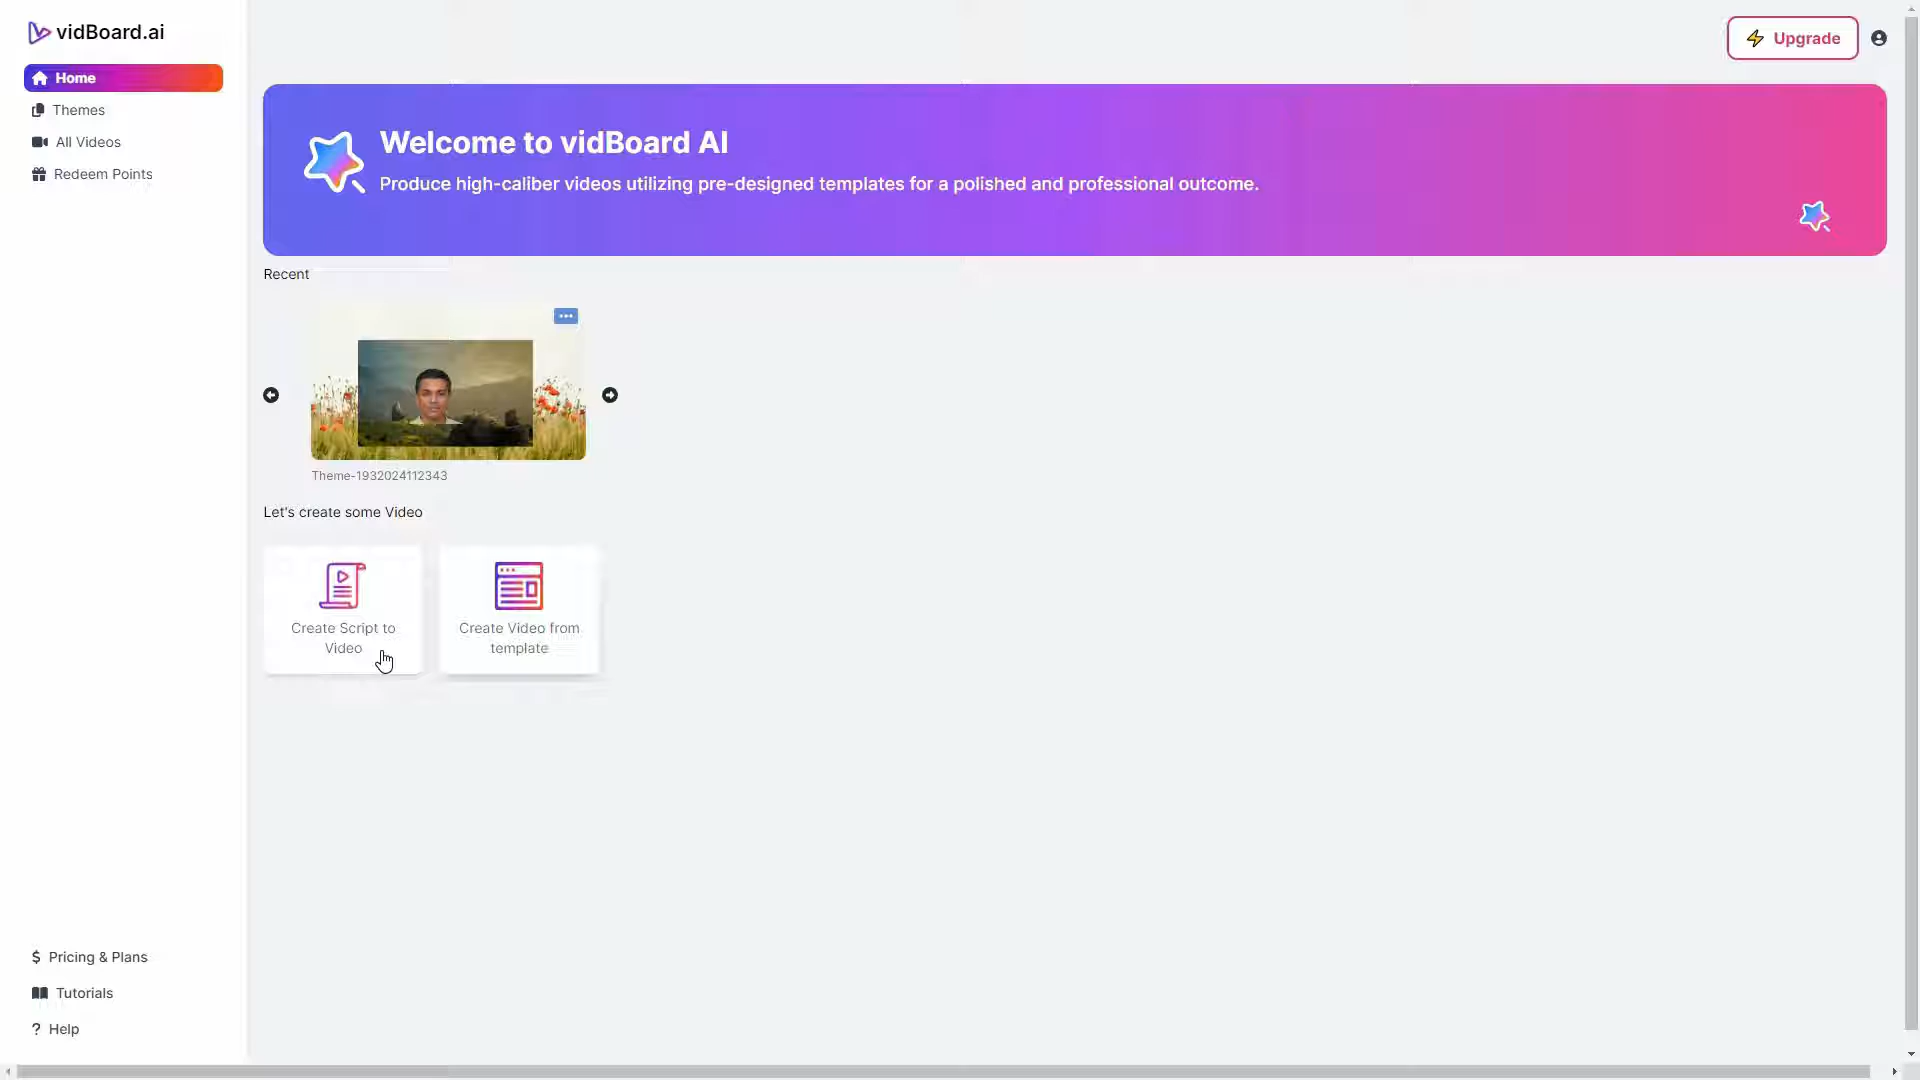 vidBoard.ai
Upgrade
Home
Themes
All Videos
Redeem Points
Welcome to vidBoard AI
Produce high-caliber videos utilizing pre-designed templates for a polished and professional outcome.
Recent
Theme-1932024112343
Let's create some Video
Create Script to
Video
Create Video from
template
$ Pricing & Plans
Tutorials
? Help